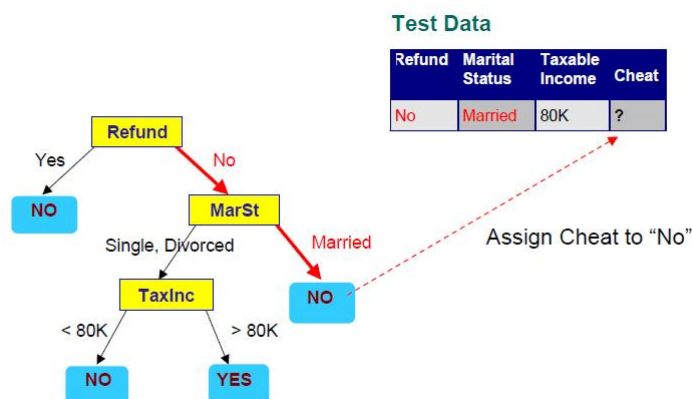 Test Data
Refund Marital Status Taxable Income Cheat
No Married 80K ?
Refund
Yes No
NO MarSt
Single, Divorced Married
Assign Cheat to “No”
TaxInc NO
< 80K > 80K
NO YES